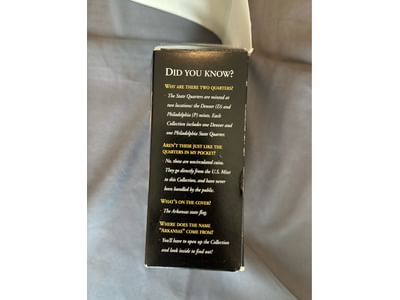 DID YOU KNOW?
WHY ARE THERE TWO QUARTERS?
· The State Quarters are minted at
two locations: the Denver (D) and
Philadelphia (P) mints. Each
Collection includes one Denver and
one Philadelphia State Quarter.
AREN'T THESE JUST LIKE THE
QUARTERS IN MY POCKET?
· No, these are uncirculated coins.
They go directly from the U.S. Mint
to this Collection, and have never
been handled by the public.
WHAT'S ON THE COVER?
· The Arkansas state flag.
WHERE DOES THE NAME
"ARKANSAS" COME FROM?
· You'll have to open up the Collection
and look inside to find out!